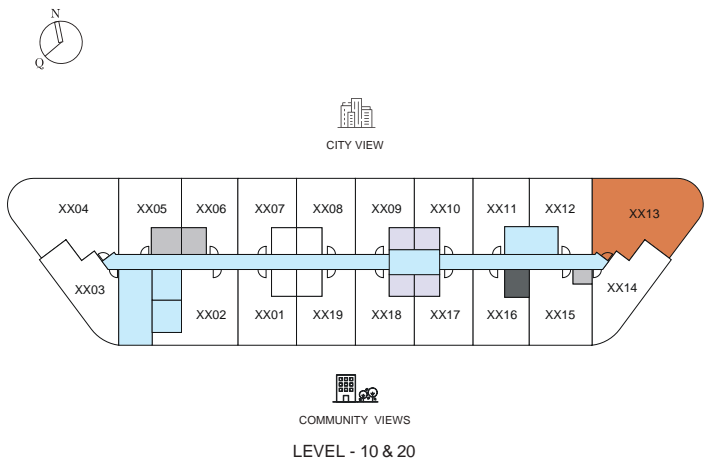 N
Q
CITY VIEW
XX04 XX05 XX06 XX07 XX08 XX09 XX10 XX11 XX12 XX13
XX03 XX14
XX02 XX01 XX19 XX18 XX17 XX16 XX15
COMMUNITY VIEWS
LEVEL - 10 & 20